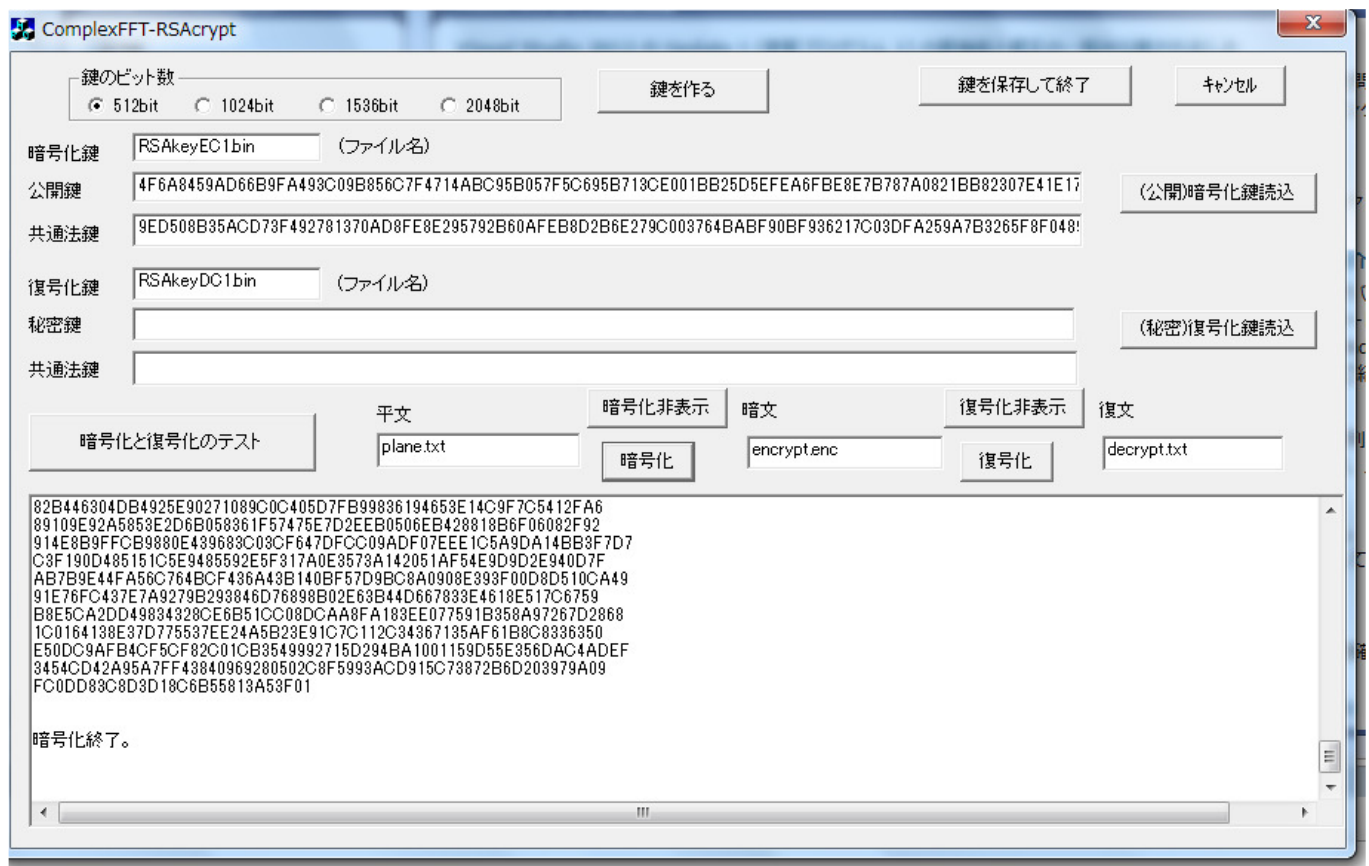 ComplexFFT-RSAcrypt
鍵のビット数
512bit 1024bit 1536bit 2048bit
鍵を作る
鍵を保存して終了
キャンセル
暗号化鍵 RSAkeyEC1.bin (ファイル名)
公開鍵 4F6A8459AD66B9FA493C09B856C7F4714ABC95B057F5C695B713CE001BB25D5EFEA6FBE8E7B787A0821BB82307E41E17
(公開)暗号化鍵読込
共通法鍵 9ED508B35ACD73F492781370AD8FE8E295792B60AFEB8D2B6E279C003764BABF90BF936217C03DFA259A7B3265F8F048
復号化鍵 RSAkeyDC1.bin (ファイル名)
秘密鍵
(秘密)復号化鍵読込
共通法鍵
暗号化と復号化のテスト
平文
plane.txt
暗号化非表示
暗号化
暗文
encrypt.enc
復号化非表示
復号化
復文
decrypt.txt
82B446304DB4925E90271089C0C405D7FB99836194653E14C9F7C5412FA6
89109E92A5853E2D6B058361F57475E7D2EEB0506EB428818B6F06082F92
914E8B9FFCB9880E439683C03CF647DFCC09ADF07EEE1C5A9DA14BB3F7D7
C3F190D485151C5E9485592E5F317A0E3573A142051AF54E9D9D2E940D7F
AB7B9E44FA56C764BCF436A43B140BF57D9BC8A0908E393F00D8D510CA49
91E76FC437E7A9279B293846D76898B02E63B44D667833E4618E517C6759
B8E5CA2DD49834328CE6B51CC08DCAA8FA183EE077591B358A97267D2868
1C0164138E37D775537EE24A5B23E91C7C112C34367135AF61B8C8336350
E50DC9AFB4CF5CF82C01CB3549992715D294BA1001159D55E356DAC4ADEF
3454CD42A95A7FF43840969280502C8F5993ACD915C73872B6D203979A09
FC0DD83C8D3D18C6B55813A53F01
暗号化終了。